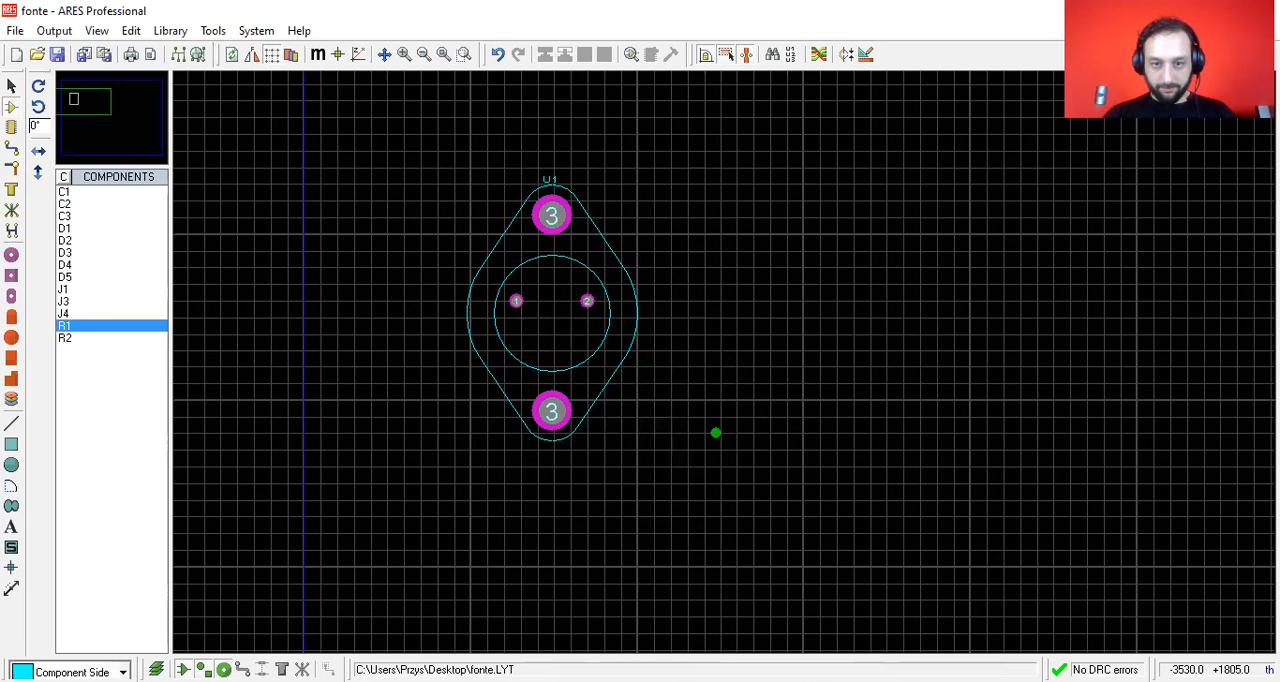 ARES fonte - ARES Professional
File Output View Edit Library Tools System Help
m
0°
C COMPONENTS
C1
C2
C3
D1
D2
D3
D4
D5
J1
J3
J4
R1
R2
U1
3
1 2
3
A
S
Component Side
C:\Users\Przys\Desktop\fonte.LYT
No DRC errors
-3530.0 +1805.0 th